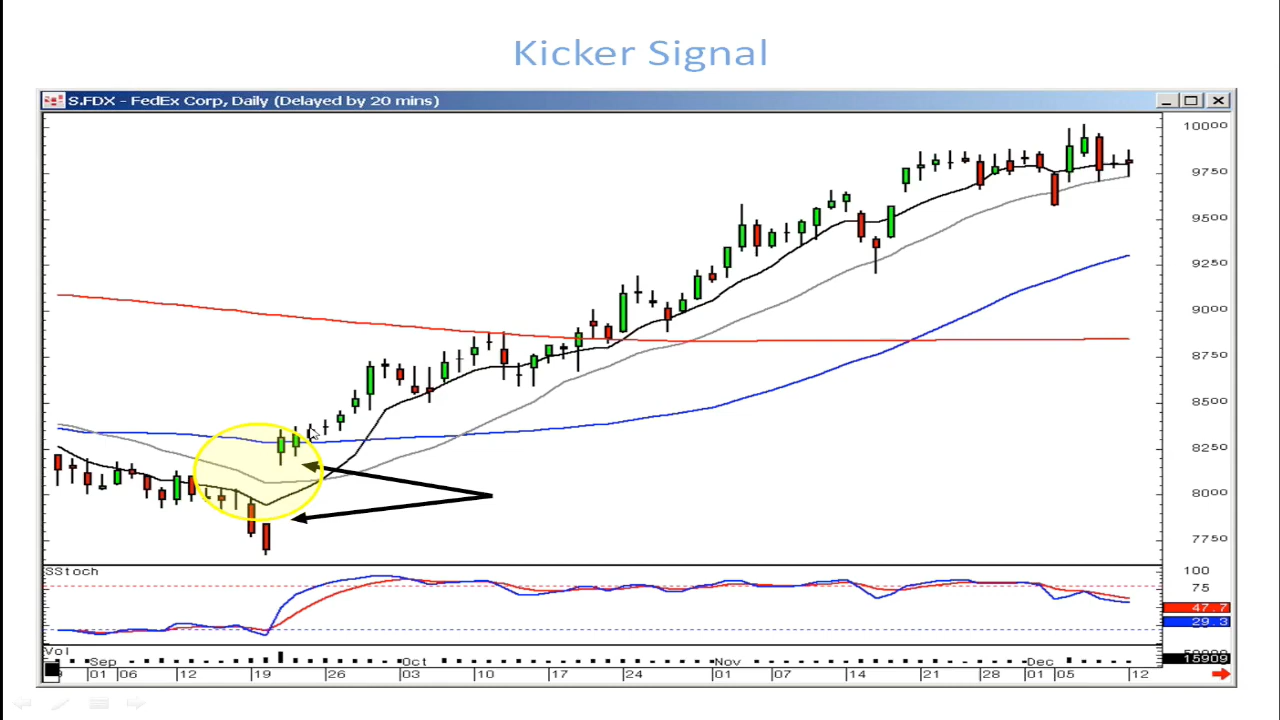 Kicker Signal
S.FDX - FedEx Corp, Daily (Delayed by 20 mins)
10000
9750
9500
9250
9000
8750
8500
8250
8000
7750
SStoch
100
75
47.7
29.3
Vol
15909
Sep Oct Nov Dec
01 06 12 19 26 03 10 17 24 01 07 14 21 28 01 05 12